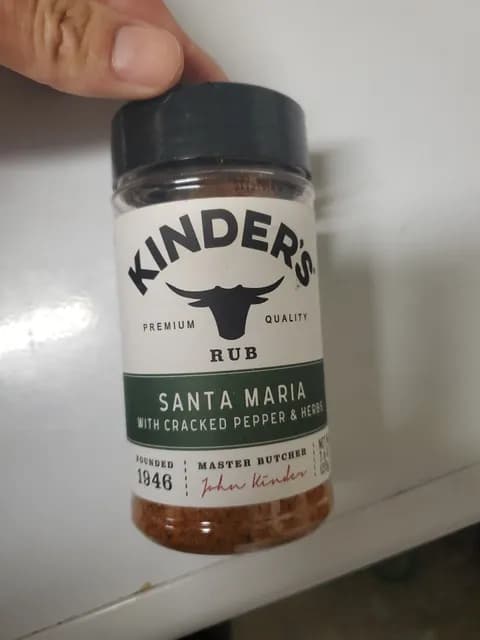 KINDER'S
PREMIUM QUALITY
RUB
SANTA MARIA
WITH CRACKED PEPPER & HERBS
FOUNDED
1946
MASTER BUTCHER
John Kinder